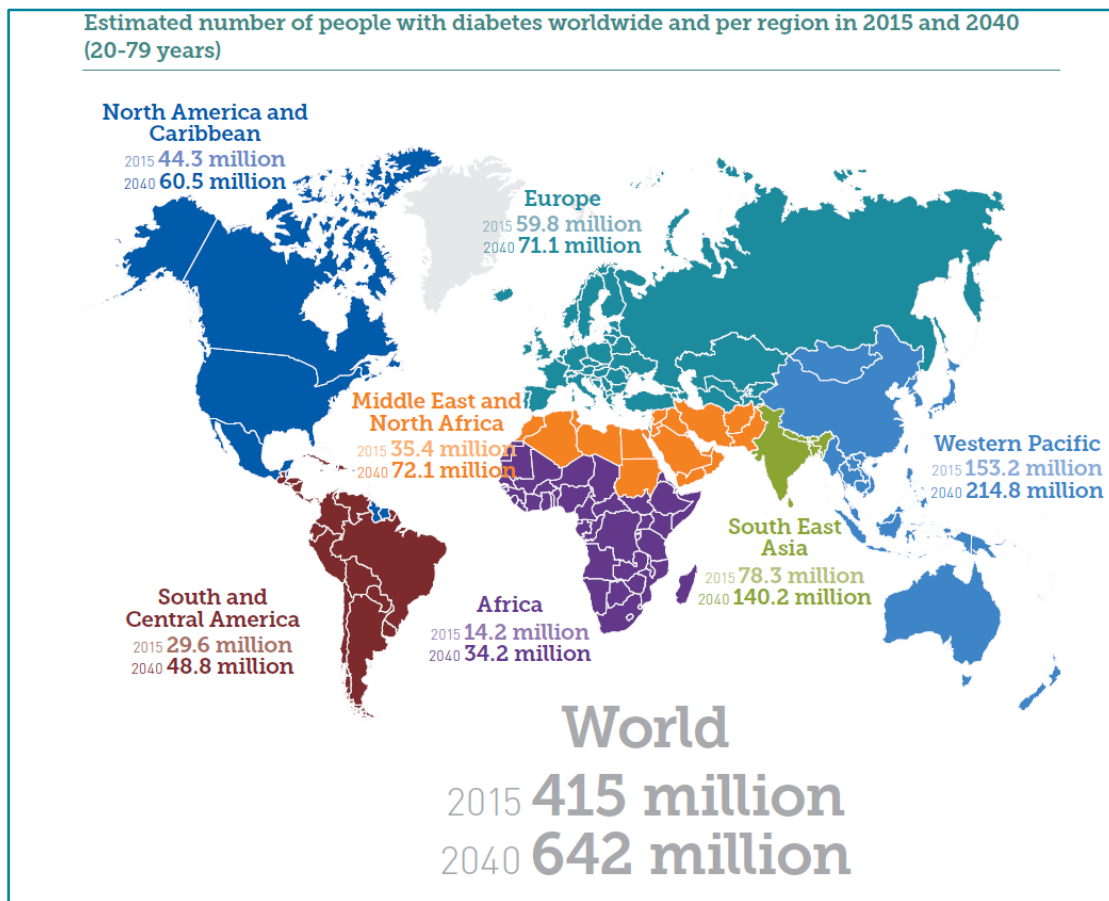 Estimated number of people with diabetes worldwide and per region in 2015 and 2040
(20-79 years)
North America and
Caribbean
2015 44.3 million
2040 60.5 million
Europe
2015 59.8 million
2040 71.1 million
Middle East and
North Africa
2015 35.4 million
2040 72.1 million
Western Pacific
2015 153.2 million
2040 214.8 million
South East
Asia
2015 78.3 million
2040 140.2 million
South and
Central America
2015 29.6 million
2040 48.8 million
Africa
2015 14.2 million
2040 34.2 million
World
2015 415 million
2040 642 million